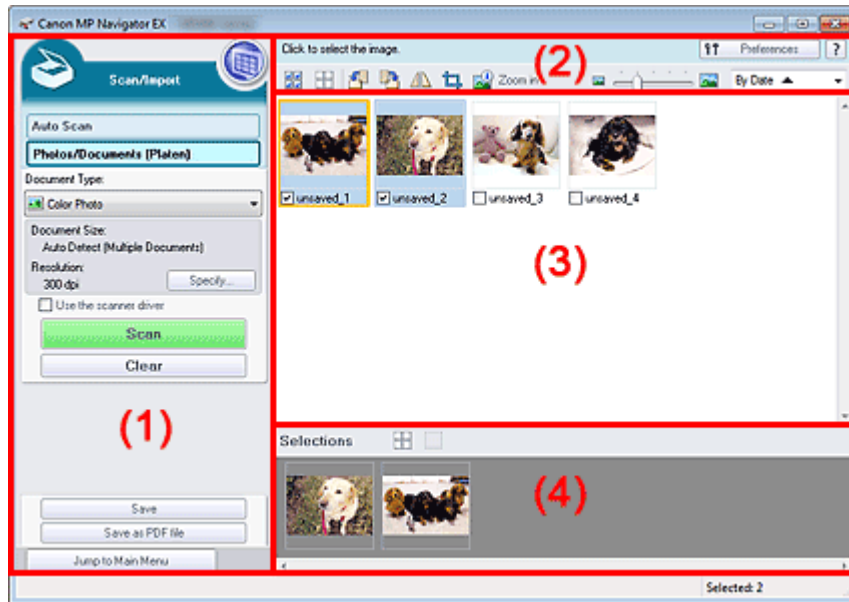 Canon MP Navigator EX
Scan/Import
Auto Scan
Photos/Documents (Platen)
Document Type:
Color Photo
Document Size:
Auto Detect (Multiple Documents)
Resolution:
300 dpi
Specify...
Use the scanner driver
Scan
Clear
(1)
Save
Save as PDF file
Jump to Main Menu
Click to select the image.
(2)
Preferences
?
Zoom in
By Date
unsaved_1
unsaved_2
unsaved_3
unsaved_4
(3)
Selections
(4)
Selected: 2